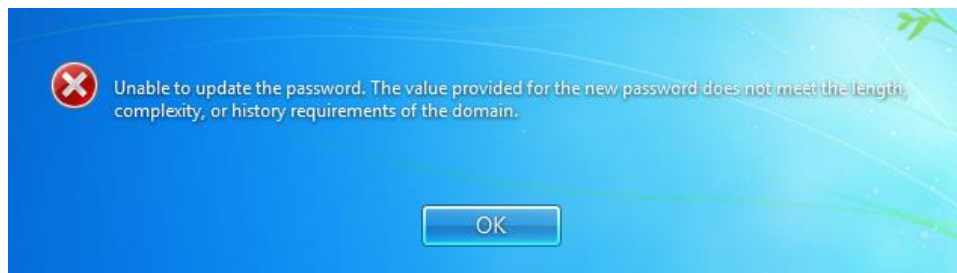 Unable to update the password. The value provided for the new password does not meet the length,
complexity, or history requirements of the domain.
OK